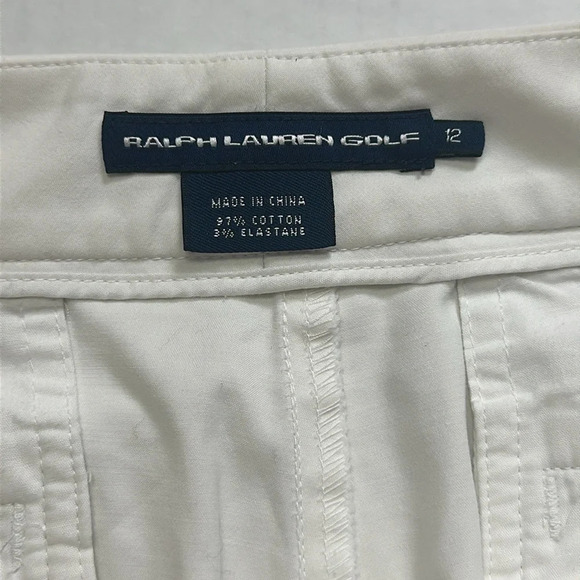 RALPH LAUREN GOLF 12
MADE IN CHINA
97% COTTON
3% ELASTANE